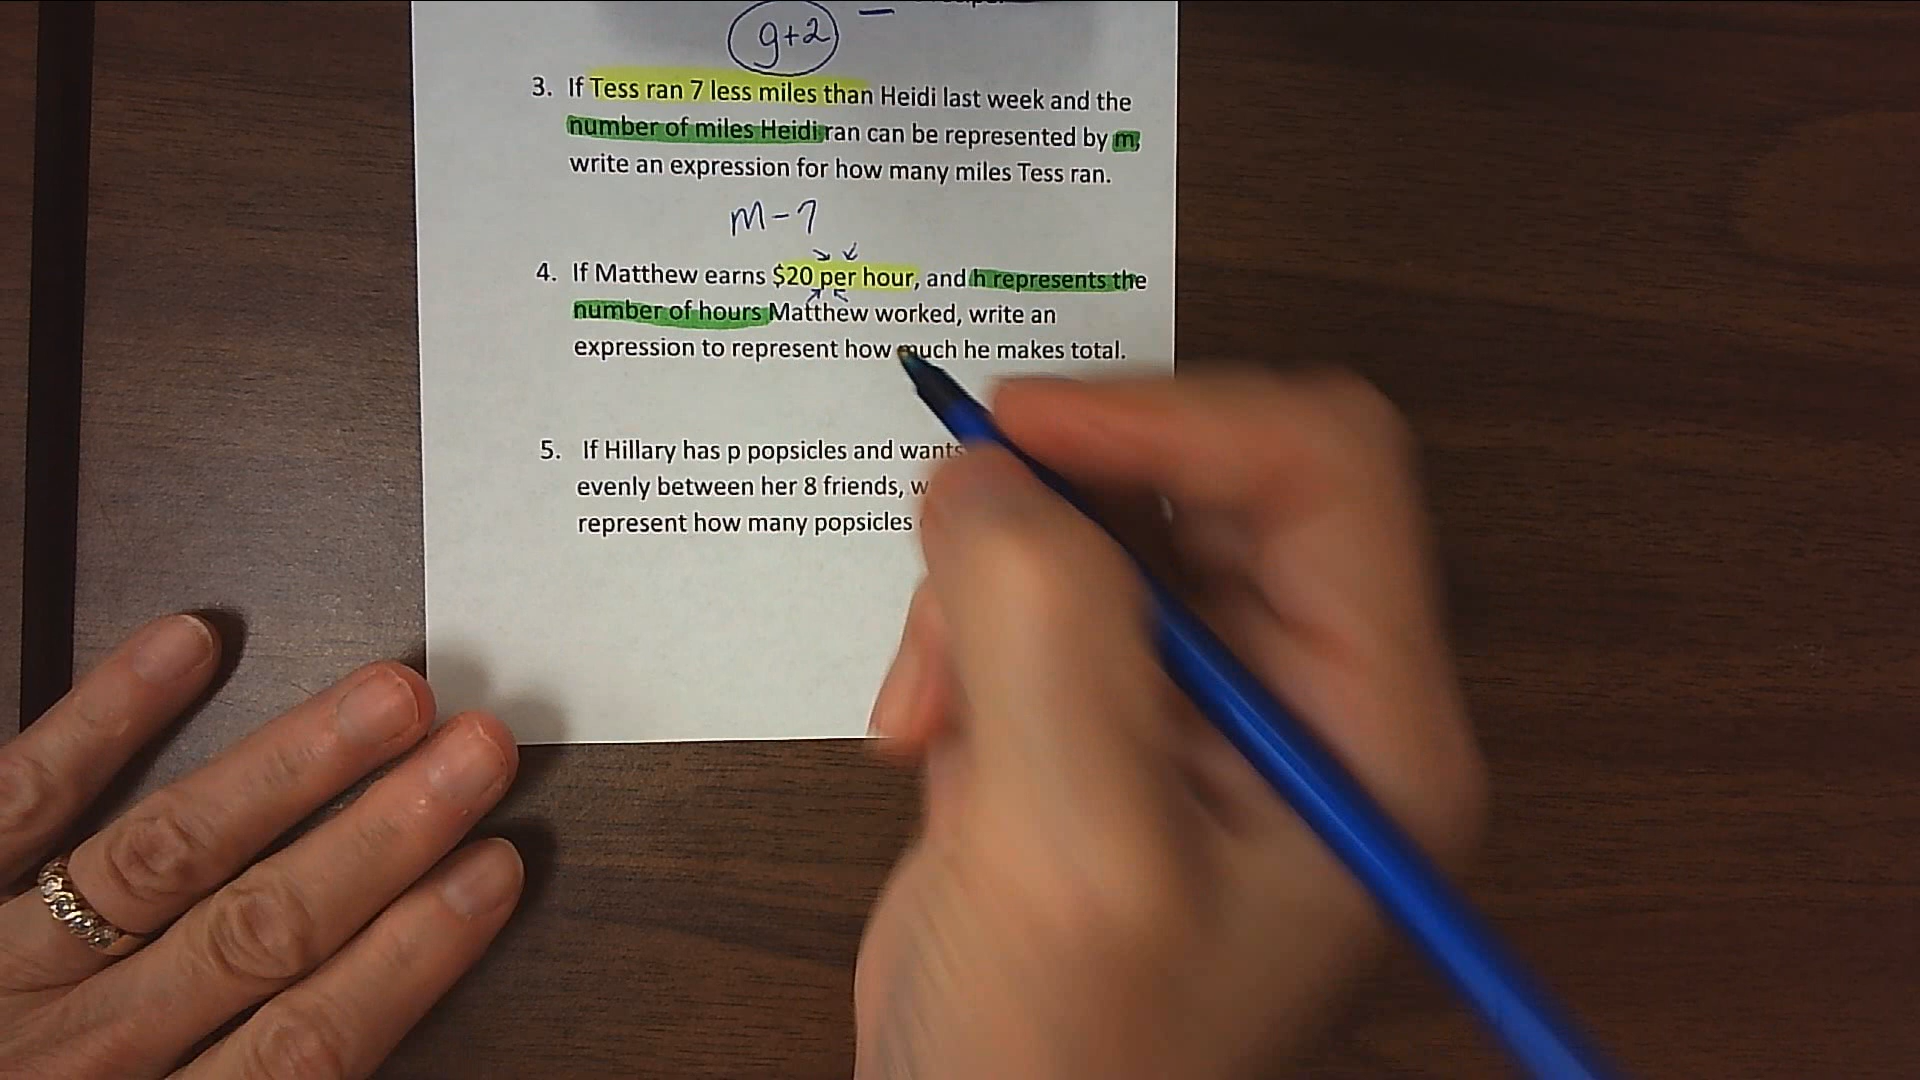 g+2
3. If Tess ran 7 less miles than Heidi last week and the
number of miles Heidi ran can be represented by m,
write an expression for how many miles Tess ran.
m-7
4. If Matthew earns $20 per hour, and h represents the
number of hours Matthew worked, write an
expression to represent how much he makes total.
5. If Hillary has p popsicles and wants
evenly between her 8 friends, w
represent how many popsicles